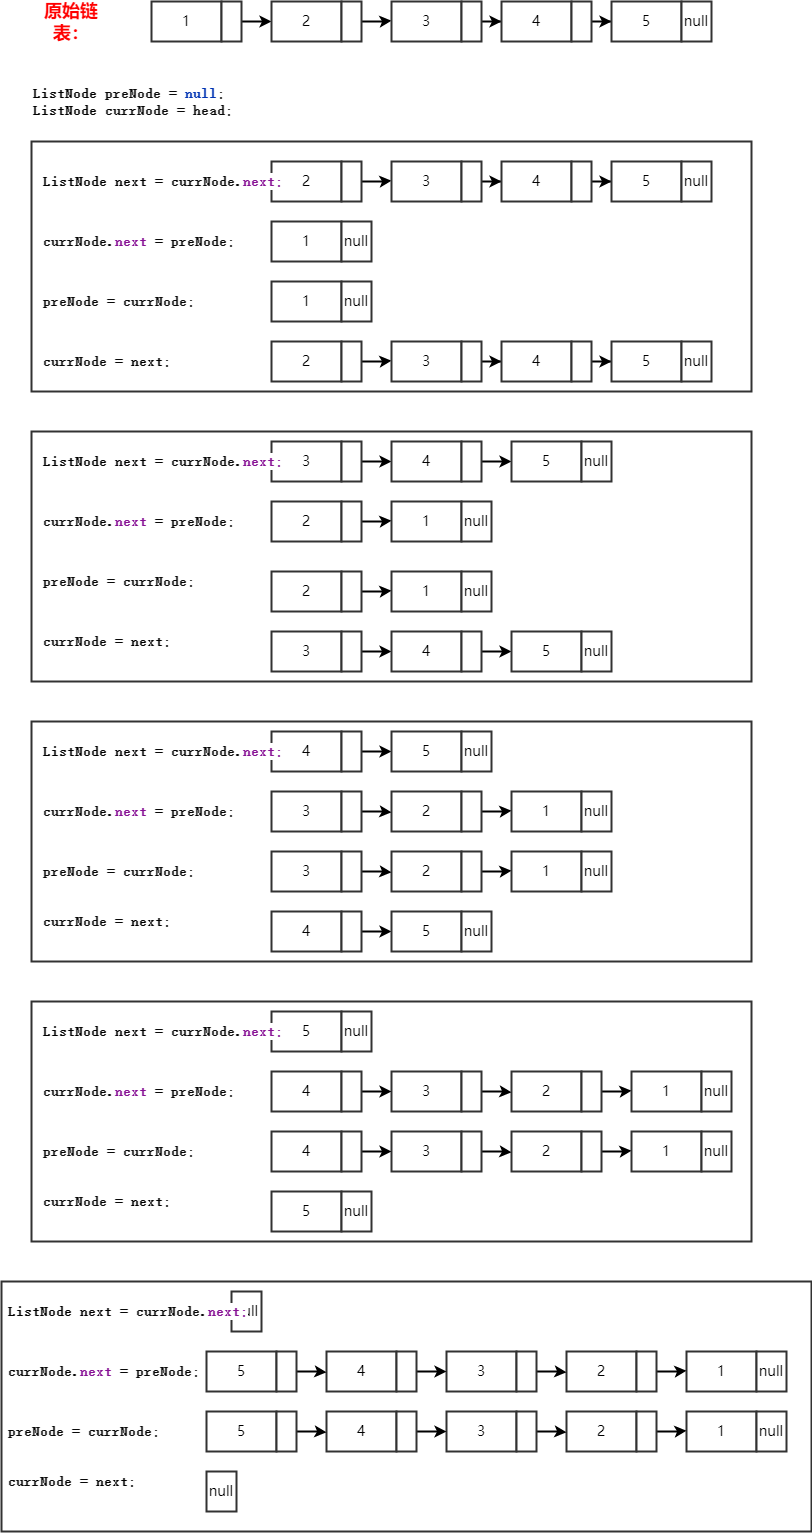 原始链
表：
1 2 3 4 5 null
ListNode preNode = null;
ListNode currNode = head;
ListNode next = currNode.next; 2 3 4 5 null
currNode.next = preNode; 1 null
preNode = currNode; 1 null
currNode = next; 2 3 4 5 null
ListNode next = currNode.next; 3 4 5 null
currNode.next = preNode; 2 1 null
preNode = currNode; 2 1 null
currNode = next; 3 4 5 null
ListNode next = currNode.next; 4 5 null
currNode.next = preNode; 3 2 1 null
preNode = currNode; 3 2 1 null
currNode = next; 4 5 null
ListNode next = currNode.next; 5 null
currNode.next = preNode; 4 3 2 1 null
preNode = currNode; 4 3 2 1 null
currNode = next; 5 null
ListNode next = currNode.next;
currNode.next = preNode; 5 4 3 2 1 null
preNode = currNode; 5 4 3 2 1 null
currNode = next; null